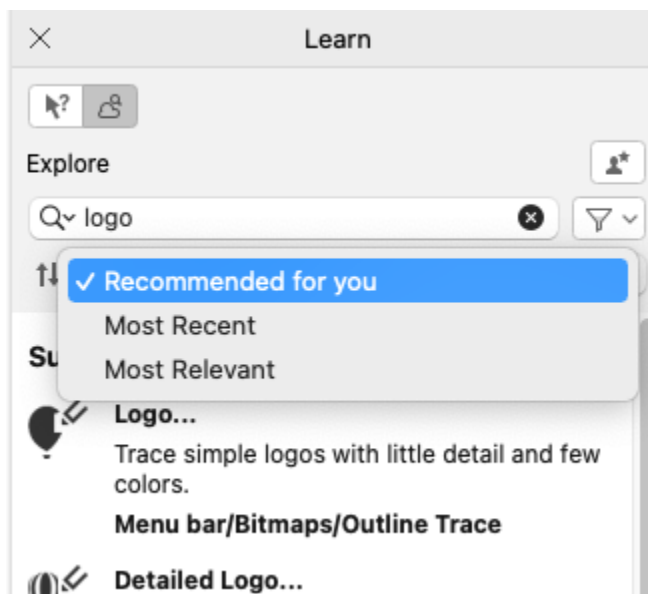 Learn
Explore
logo
Recommended for you
Most Recent
Most Relevant
Su
Logo...
Trace simple logos with little detail and few
colors.
Menu bar/Bitmaps/Outline Trace
Detailed Logo...